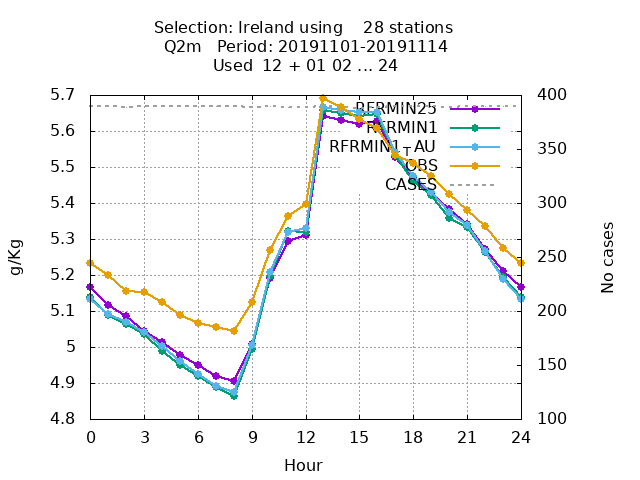 Selection: Ireland using    28 stations
Q2m   Period: 20191101-20191114
Used  12 + 01 02 ... 24
5.7
5.6
5.5
5.4
5.3
5.2
5.1
5
4.9
4.8
g/Kg
400
350
300
250
200
150
100
No cases
RFRMIN25
RFRMIN1
RFRMIN1_TAU
OBS
CASES
0 3 6 9 12 15 18 21 24
Hour